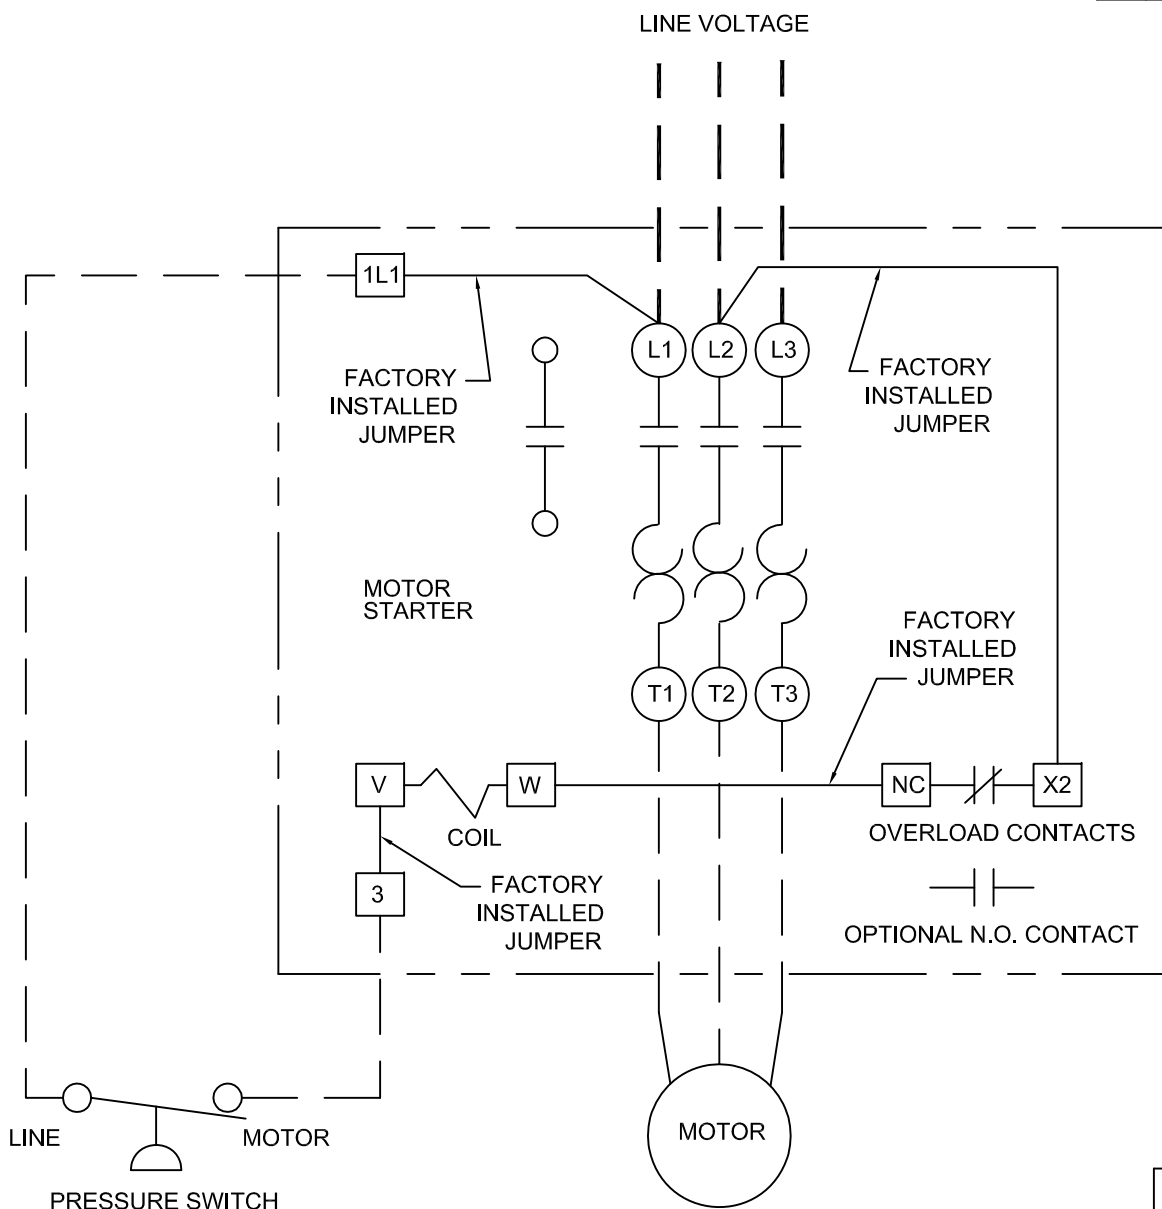 LINE VOLTAGE
1L1
L1
L2
L3
FACTORY
INSTALLED
JUMPER
FACTORY
INSTALLED
JUMPER
MOTOR
STARTER
FACTORY
INSTALLED
JUMPER
T1
T2
T3
V
W
NC
X2
COIL
OVERLOAD CONTACTS
3
FACTORY
INSTALLED
JUMPER
OPTIONAL N.O. CONTACT
LINE
MOTOR
MOTOR
PRESSURE SWITCH